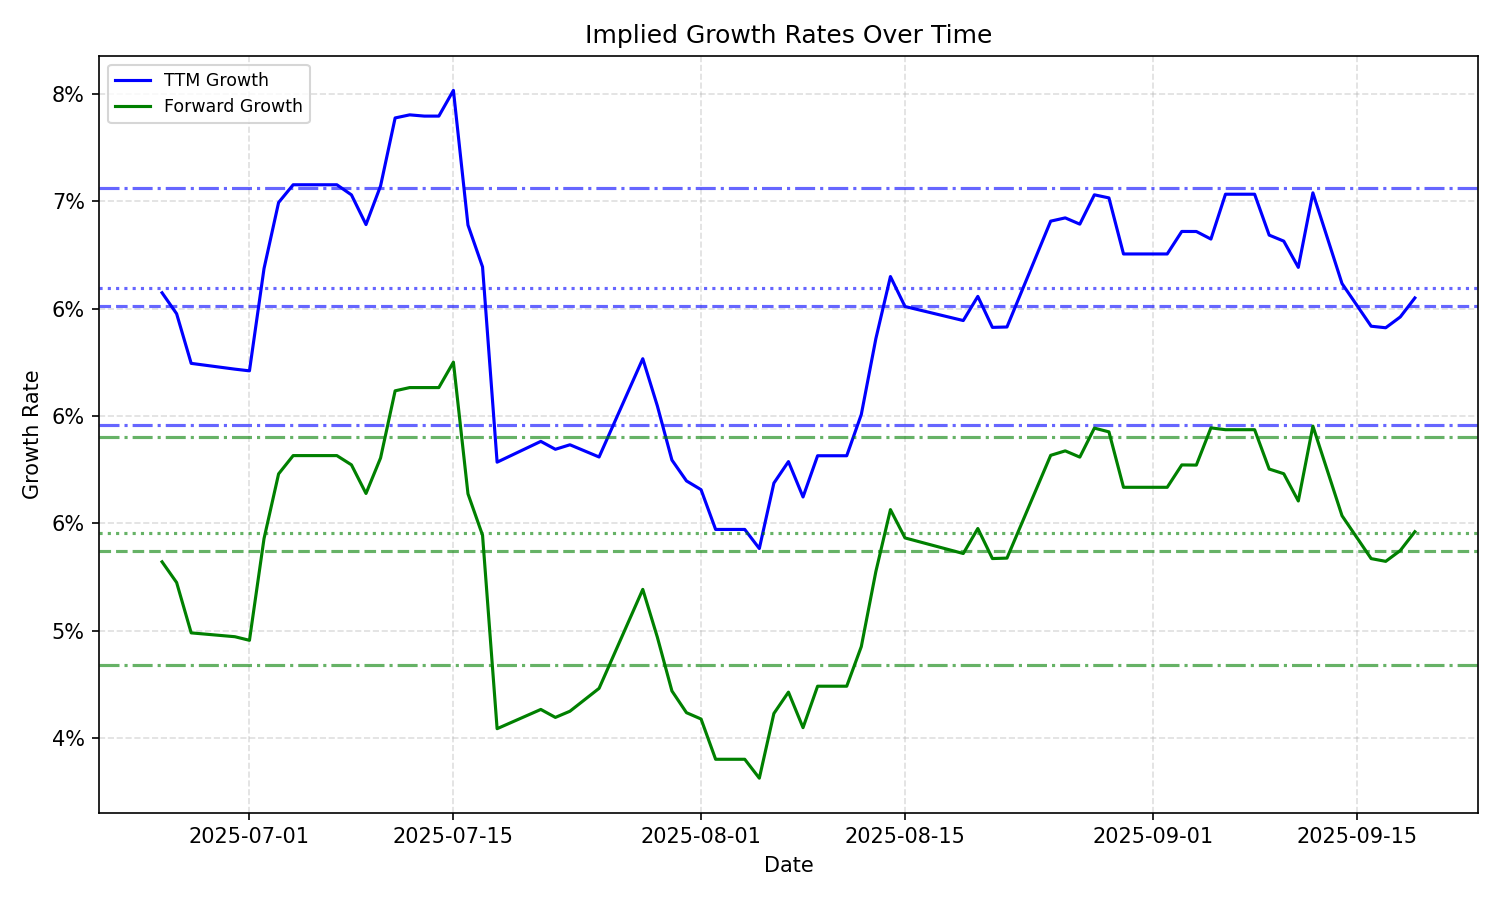 Implied Growth Rates Over Time
TTM Growth
Forward Growth
8%
7%
6%
6%
6%
5%
4%
Growth Rate
2025-07-01
2025-07-15
2025-08-01
2025-08-15
2025-09-01
2025-09-15
Date